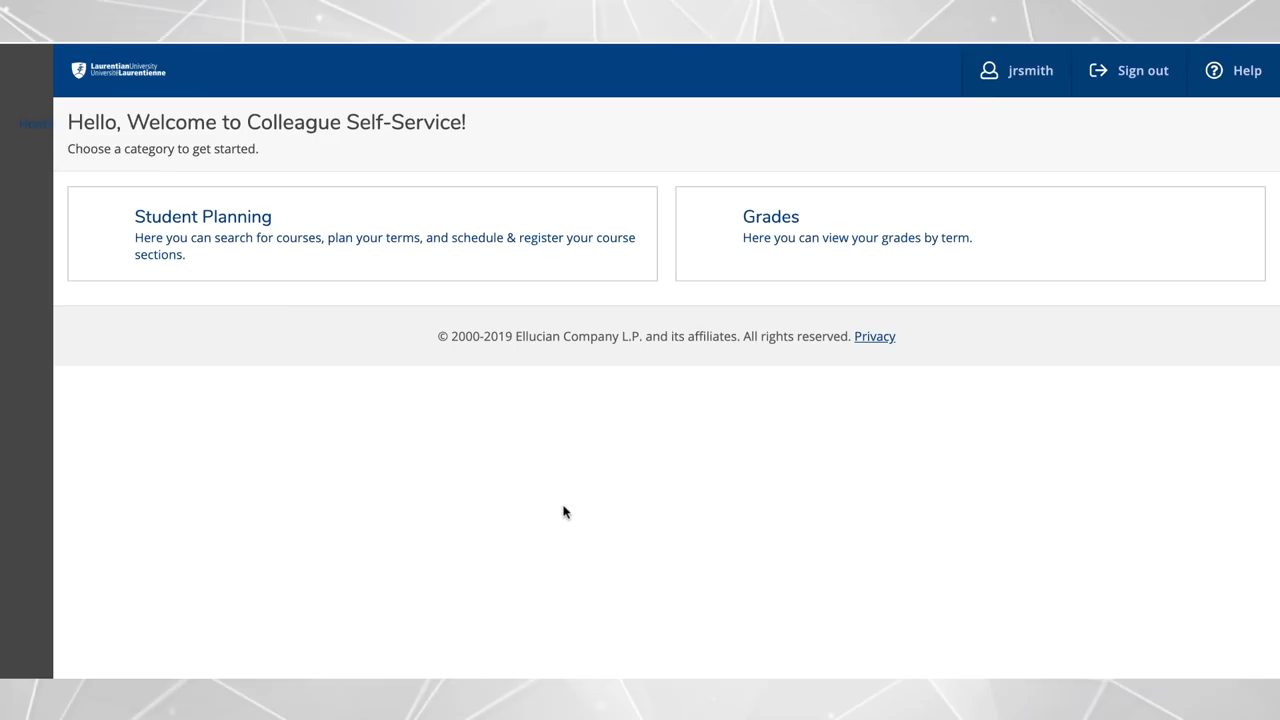 LaurentianUniversity
UniversitéLaurentienne
jrsmith
Sign out
Help
Hello, Welcome to Colleague Self-Service!
Choose a category to get started.
Student Planning
Here you can search for courses, plan your terms, and schedule & register your course
sections.
Grades
Here you can view your grades by term.
© 2000-2019 Ellucian Company L.P. and its affiliates. All rights reserved. Privacy